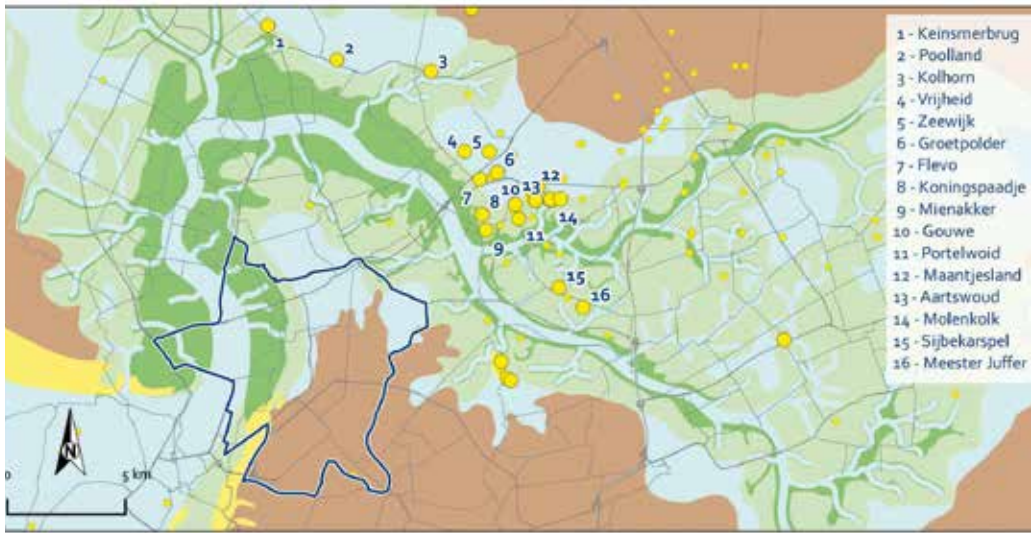 1
2
3
4 5
6
7
8
10 13 12
14
11
9
15
16
N
0 5 km
1 - Keinsmerbrug
2 - Poolland
3 - Kolhorn
4 - Vrijheid
5 - Zeewijk
6 - Groetpolder
7 - Flevo
8 - Koningspaadje
9 - Mienakker
10 - Gouwe
11 - Portelwoid
12 - Maantjesland
13 - Aartswoud
14 - Molenkolk
15 - Sijbekarspel
16 - Meester Juffer